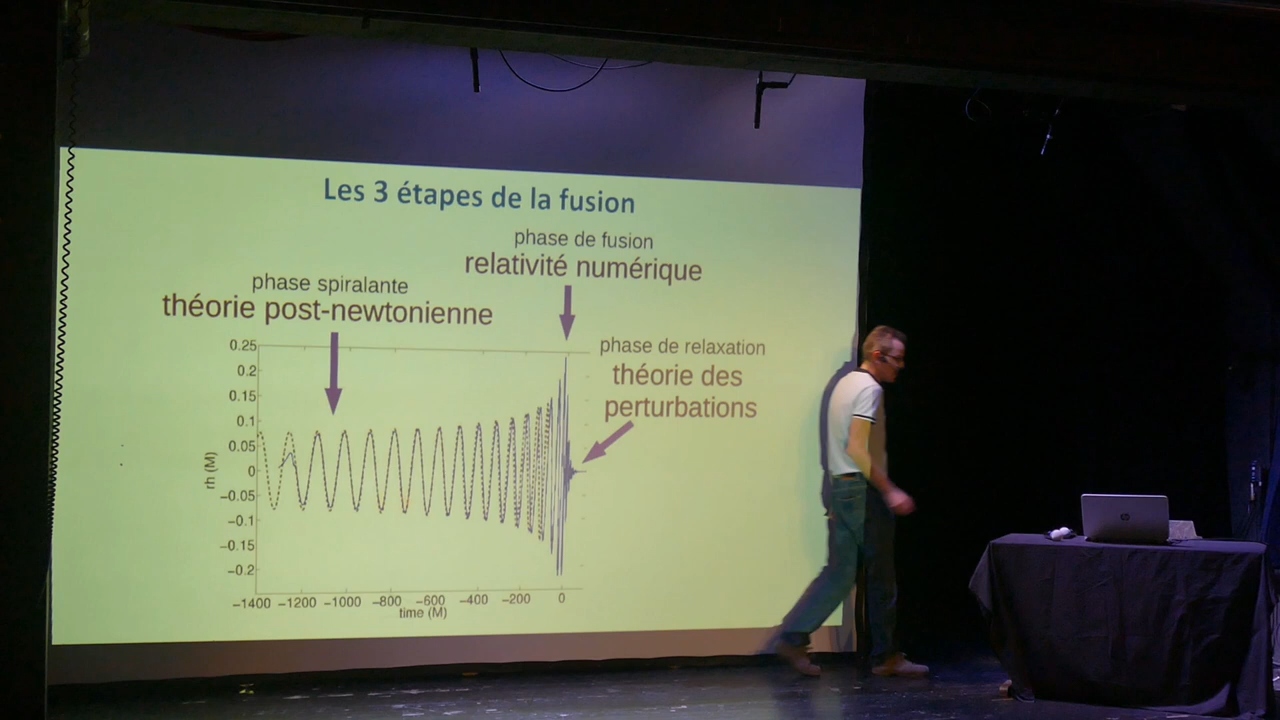 Les 3 étapes de la fusion
phase de fusion
relativité numérique
phase spiralante
théorie post-newtonienne
phase de relaxation
théorie des
perturbations
0.25
0.2
0.15
0.1
0.05
0
−0.05
−0.1
−0.15
−0.2
rh (M)
−1400 −1200 −1000 −800 −600 −400 −200 0
time (M)
hp